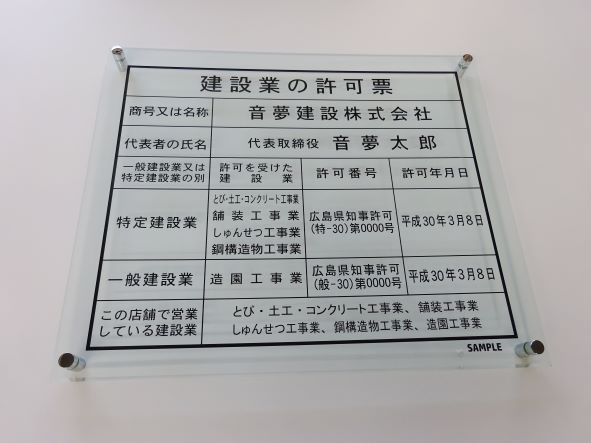 建設業の許可票
商号又は名称 音夢建設株式会社
代表者の氏名 代表取締役 音夢太郎
一般建設業又は
特定建設業の別
許可を受けた
建設業
許可番号 許可年月日
特定建設業
とび・土工・コンクリート工事業
舗装工事業
しゅんせつ工事業
鋼構造物工事業
広島県知事許可
(特-30)第0000号
平成30年3月8日
一般建設業 造園工事業
広島県知事許可
(般-30)第0000号
平成30年3月8日
この店舗で営業
している建設業
とび・土工・コンクリート工事業、舗装工事業
しゅんせつ工事業、鋼構造物工事業、造園工事業
SAMPLE